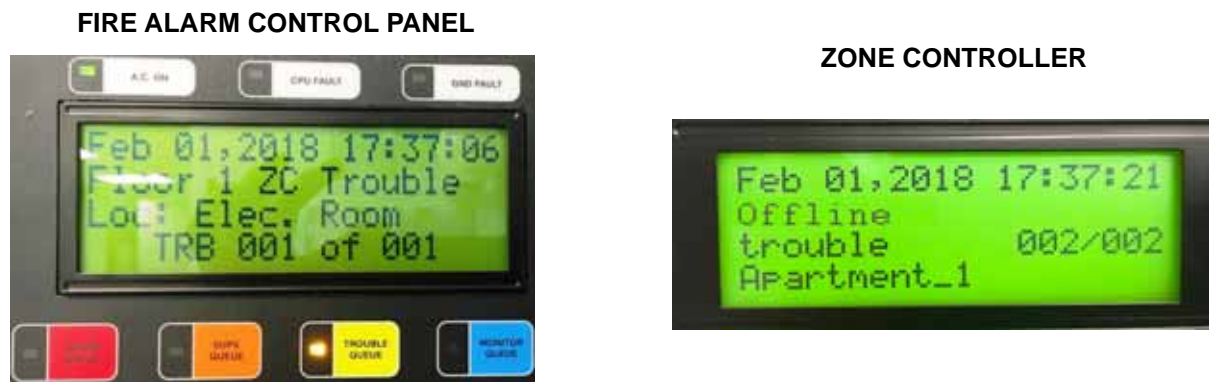 FIRE ALARM CONTROL PANEL
A.C. ON
CPU FAULT
GND FAULT
Feb 01,2018 17:37:06
Floor 1 ZC Trouble
Loc: Elec. Room
TRB 001 of 001
SUPV QUEUE
TROUBLE QUEUE
MONITOR QUEUE
ZONE CONTROLLER
Feb 01,2018 17:37:21
Offline
trouble 002/002
Apartment_1